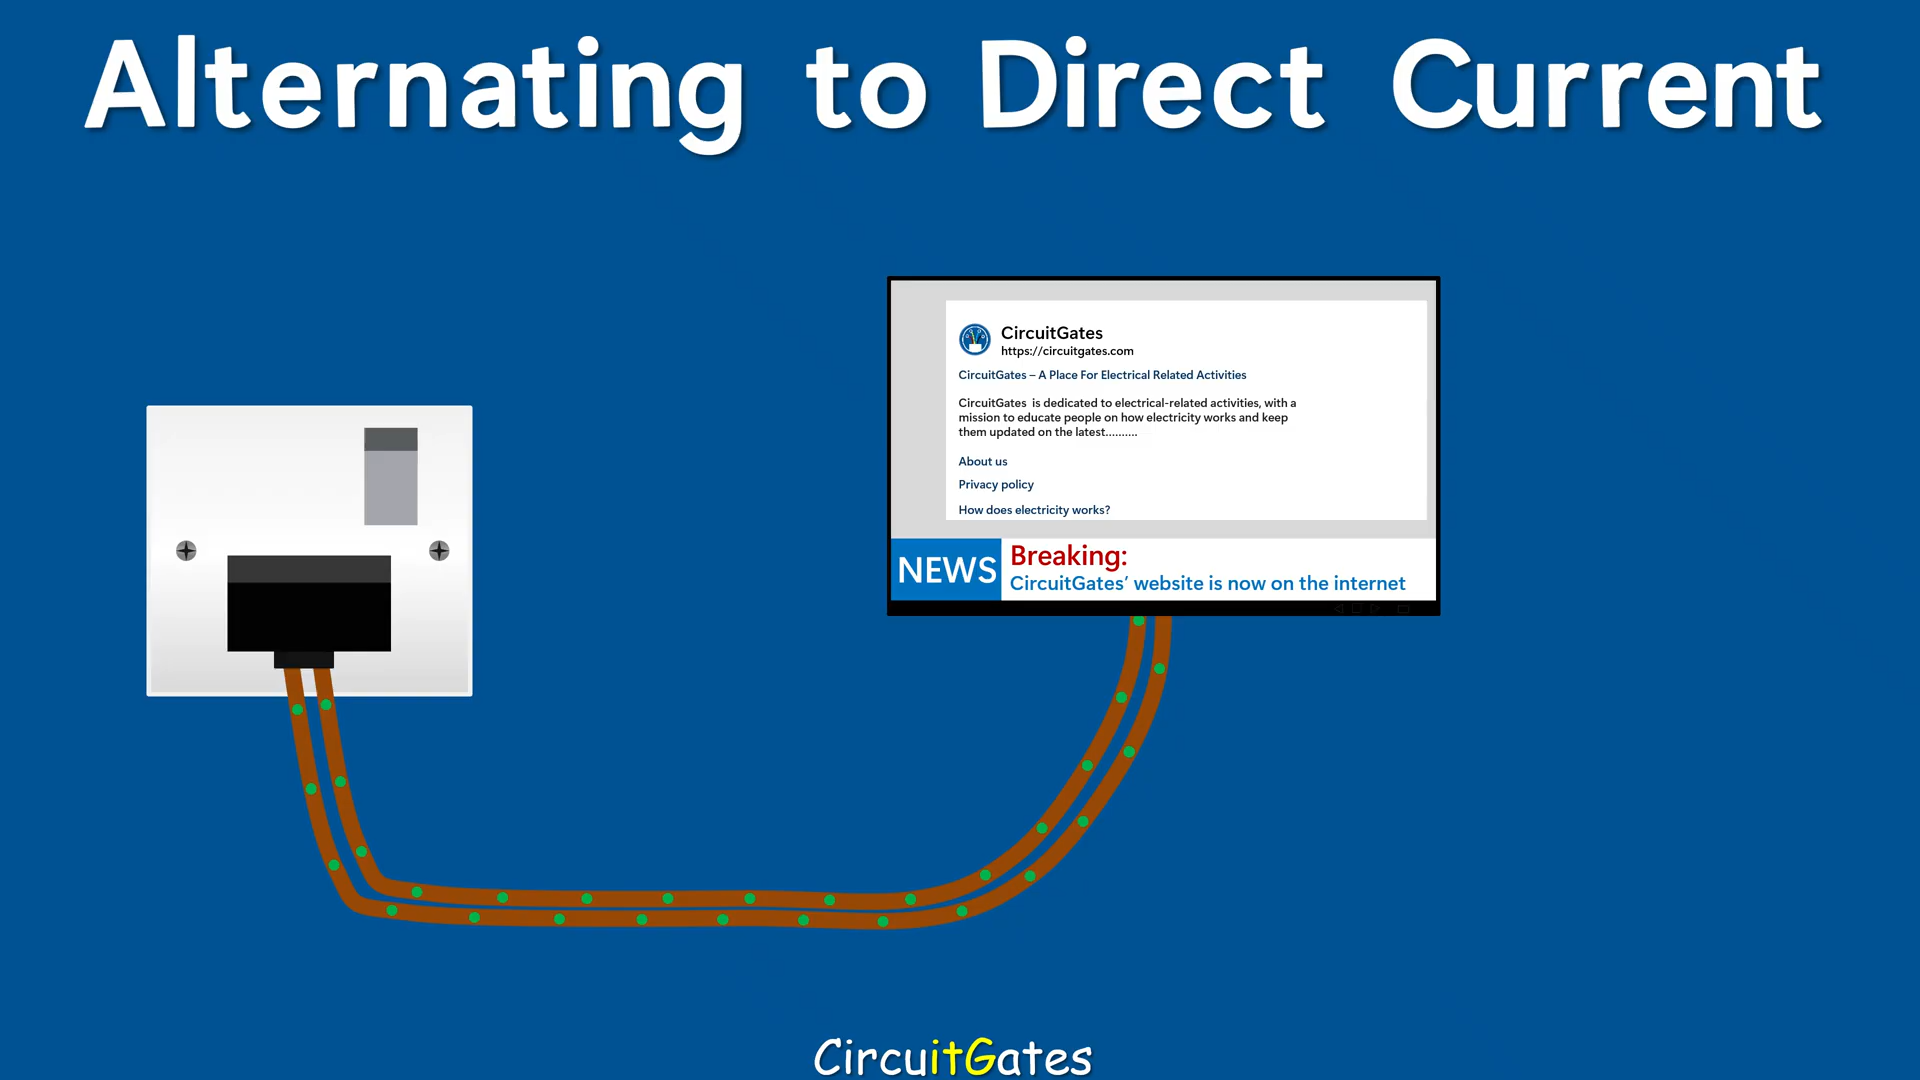 Alternating to Direct Current
CircuitGates
https://circuitgates.com
CircuitGates – A Place For Electrical Related Activities
CircuitGates is dedicated to electrical-related activities, with a
mission to educate people on how electricity works and keep
them updated on the latest..........
About us
Privacy policy
How does electricity works?
NEWS
Breaking:
CircuitGates’ website is now on the internet
CircuitGates